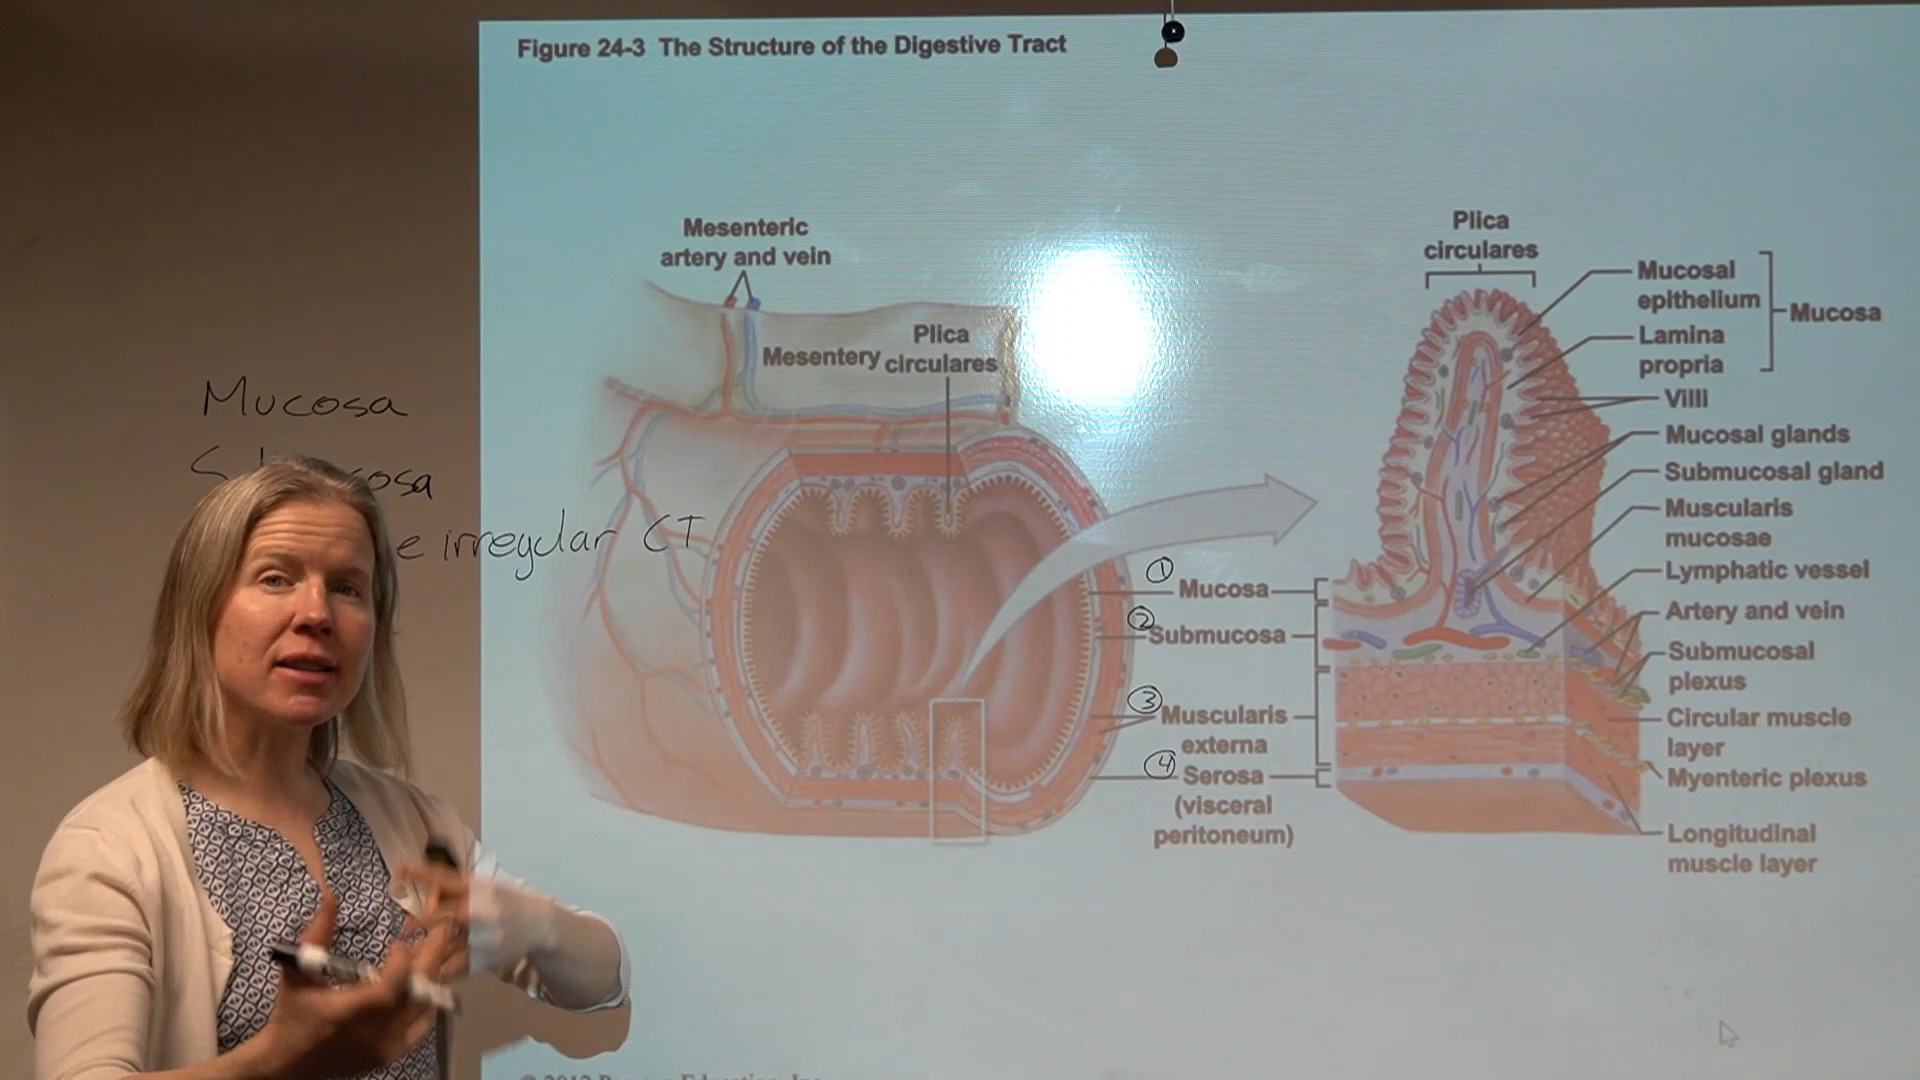 Figure 24-3 The Structure of the Digestive Tract
Mesenteric
artery and vein
Mesentery
Plica
circulares
① Mucosa
② Submucosa
③ Muscularis
externa
④ Serosa
(visceral
peritoneum)
Plica
circulares
Mucosal
epithelium
Lamina
propria
Mucosa
Villi
Mucosal glands
Submucosal gland
Muscularis
mucosae
Lymphatic vessel
Artery and vein
Submucosal
plexus
Circular muscle
layer
Myenteric plexus
Longitudinal
muscle layer
Mucosa
irregular CT